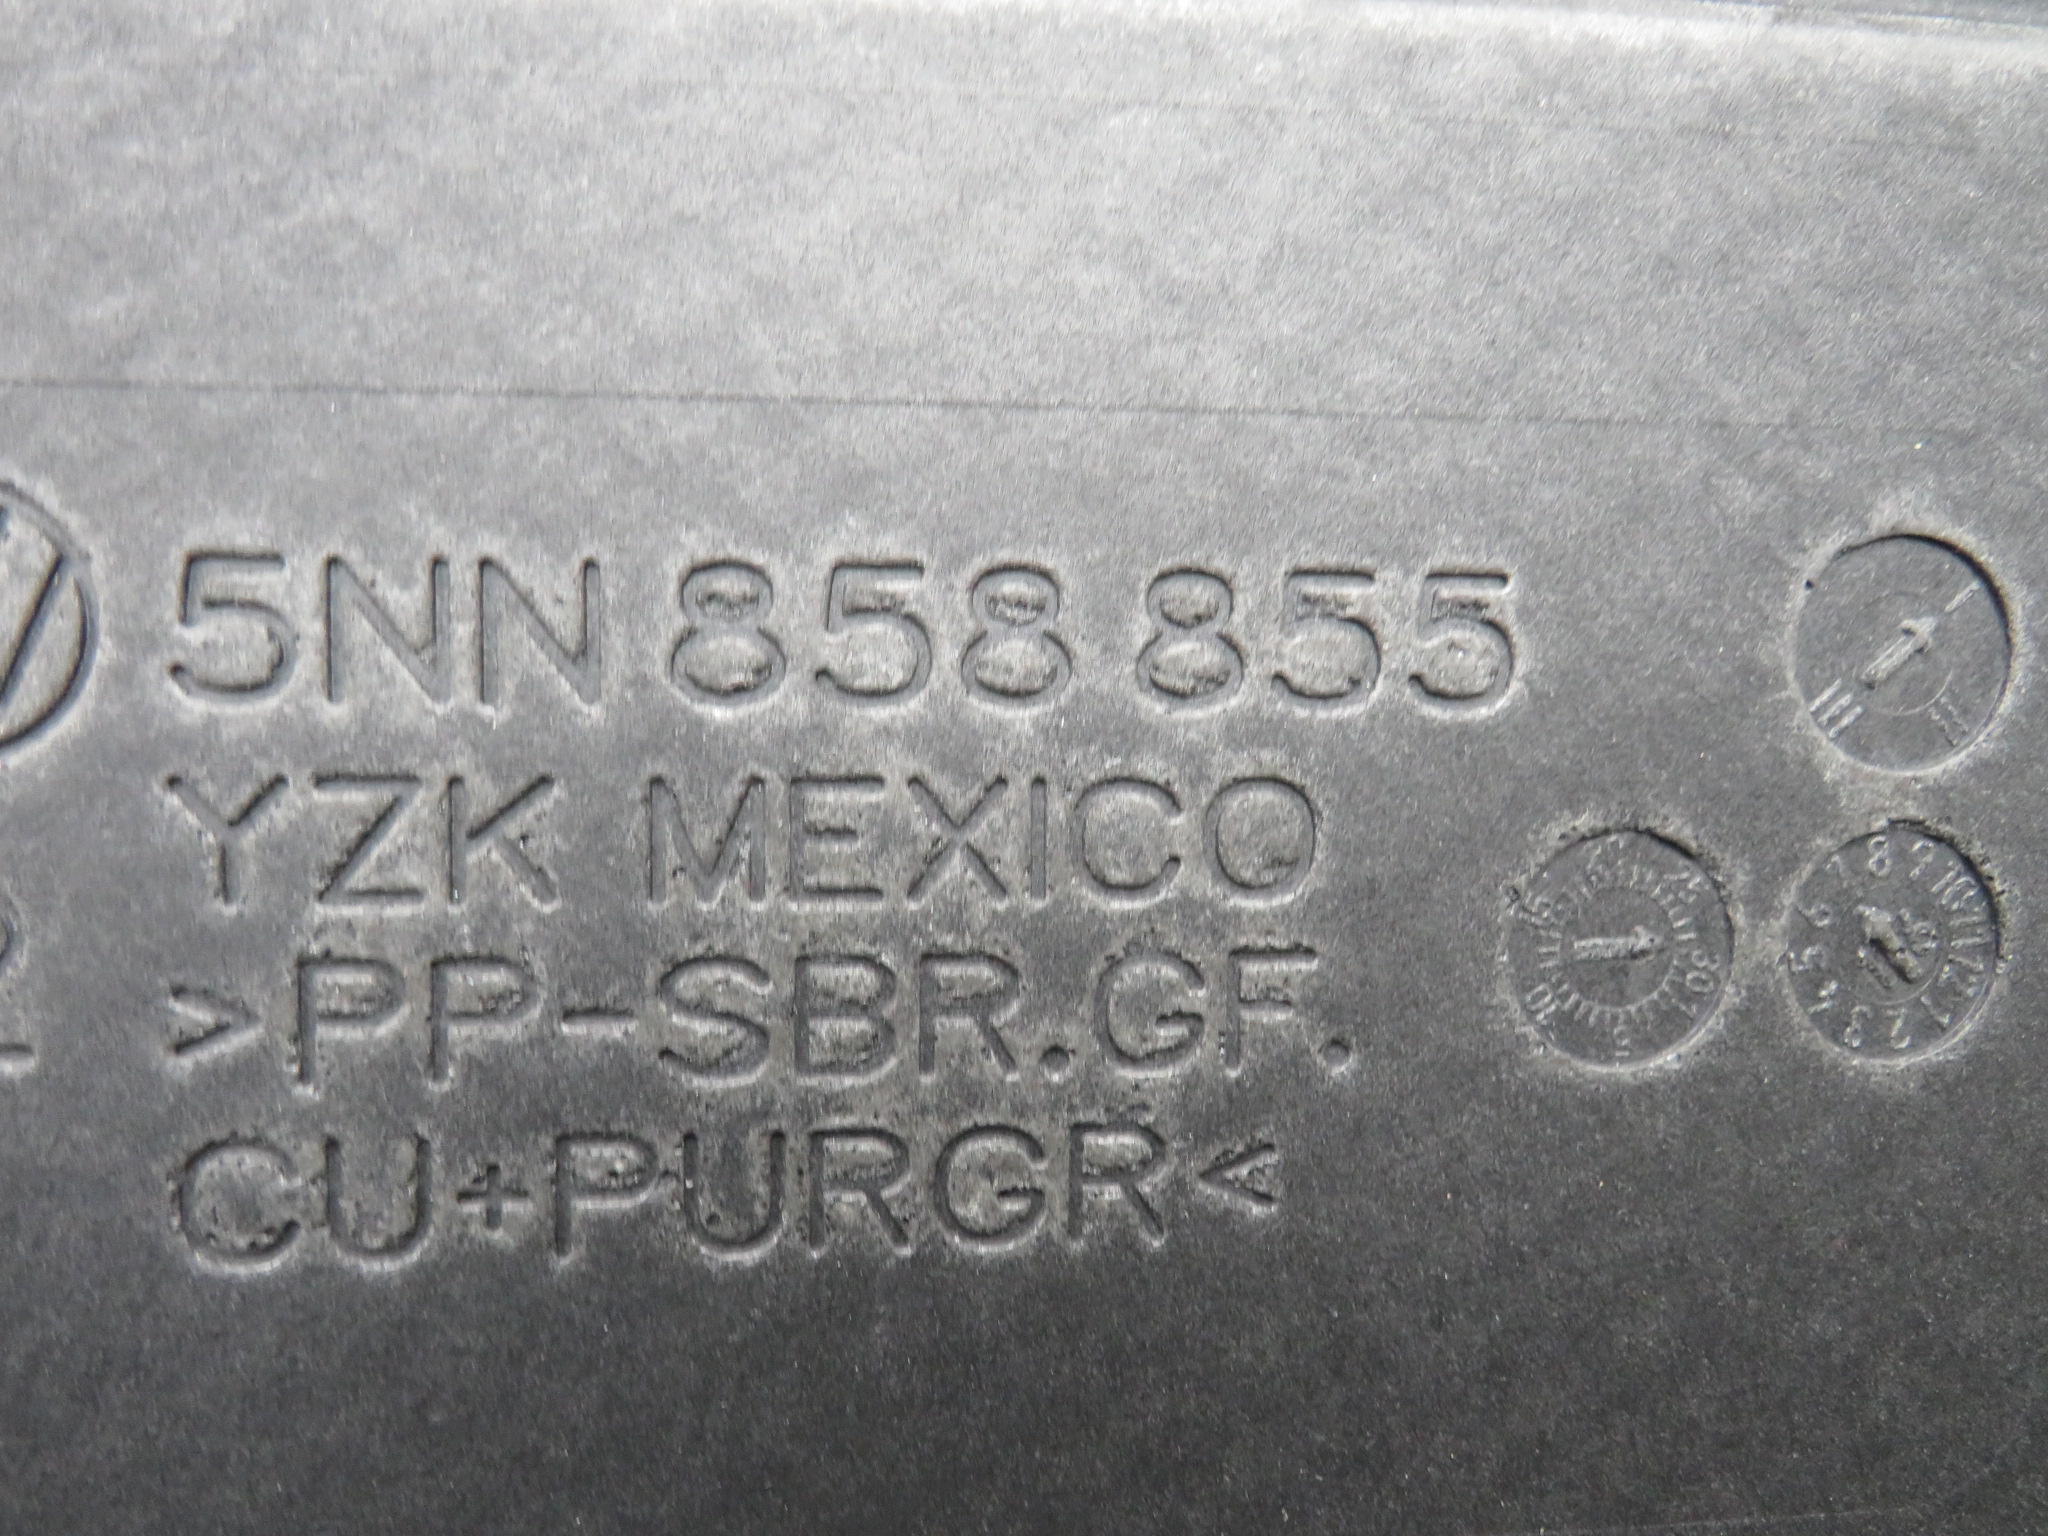 5NN 858 855
YZK MEXICO
>PP-SBR.GF.
CU+PURGR<